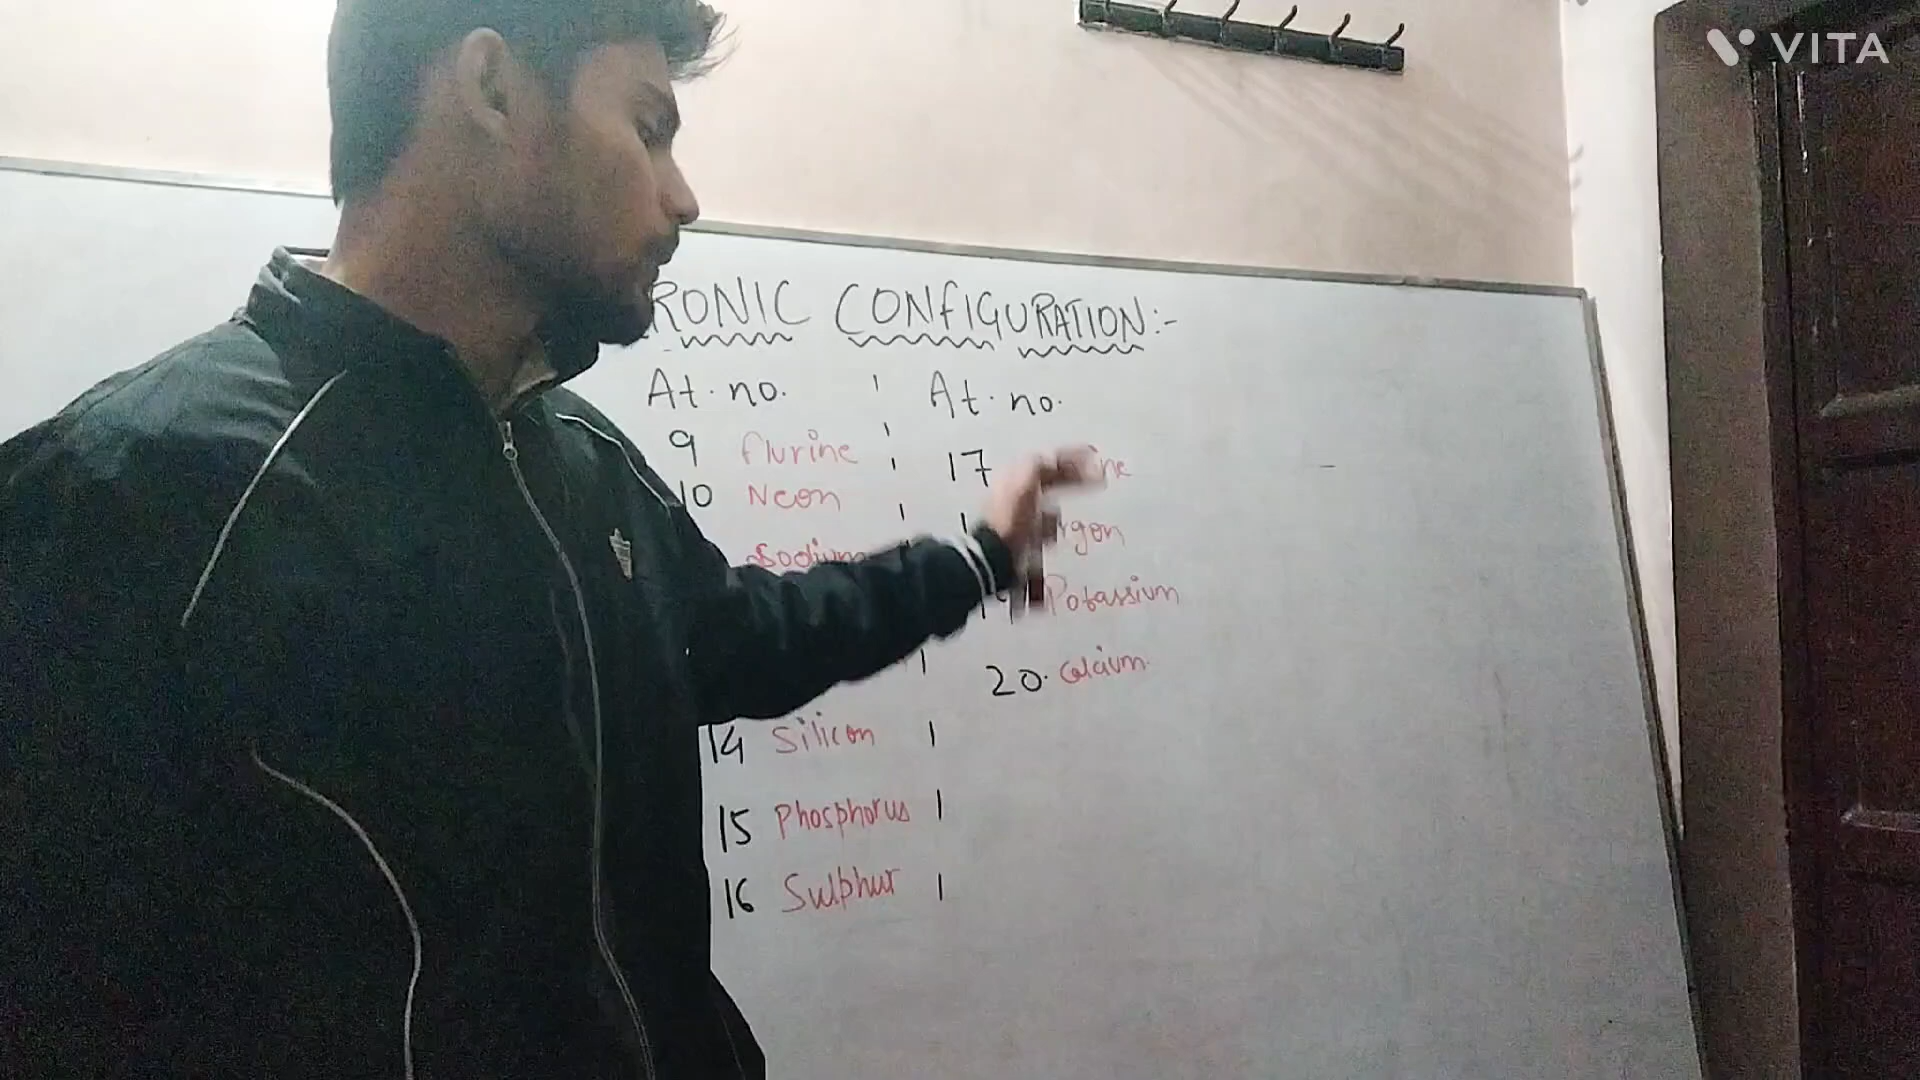 VITA
RONIC CONFIGURATION:-
At. no. At. no.
9 flurine 17
10 Neon
Sodium
Potassium
20. Calcium.
14 Silicon
15 Phosphorus
16 Sulphur